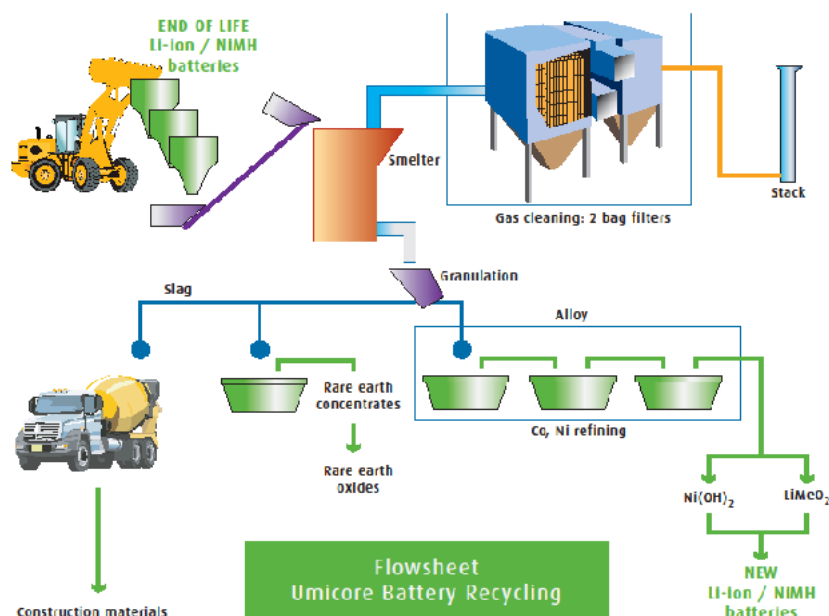 END OF LIFE
Li-Ion / NIMH
batteries
Smelter
Gas cleaning: 2 bag filters
Stack
Granulation
Slag
Alloy
Rare earth
concentrates
Co, Ni refining
Rare earth
oxides
Ni(OH)2
LiMeO2
Flowsheet
Umicore Battery Recycling
NEW
Li-Ion / NIMH
batteries
Construction materials